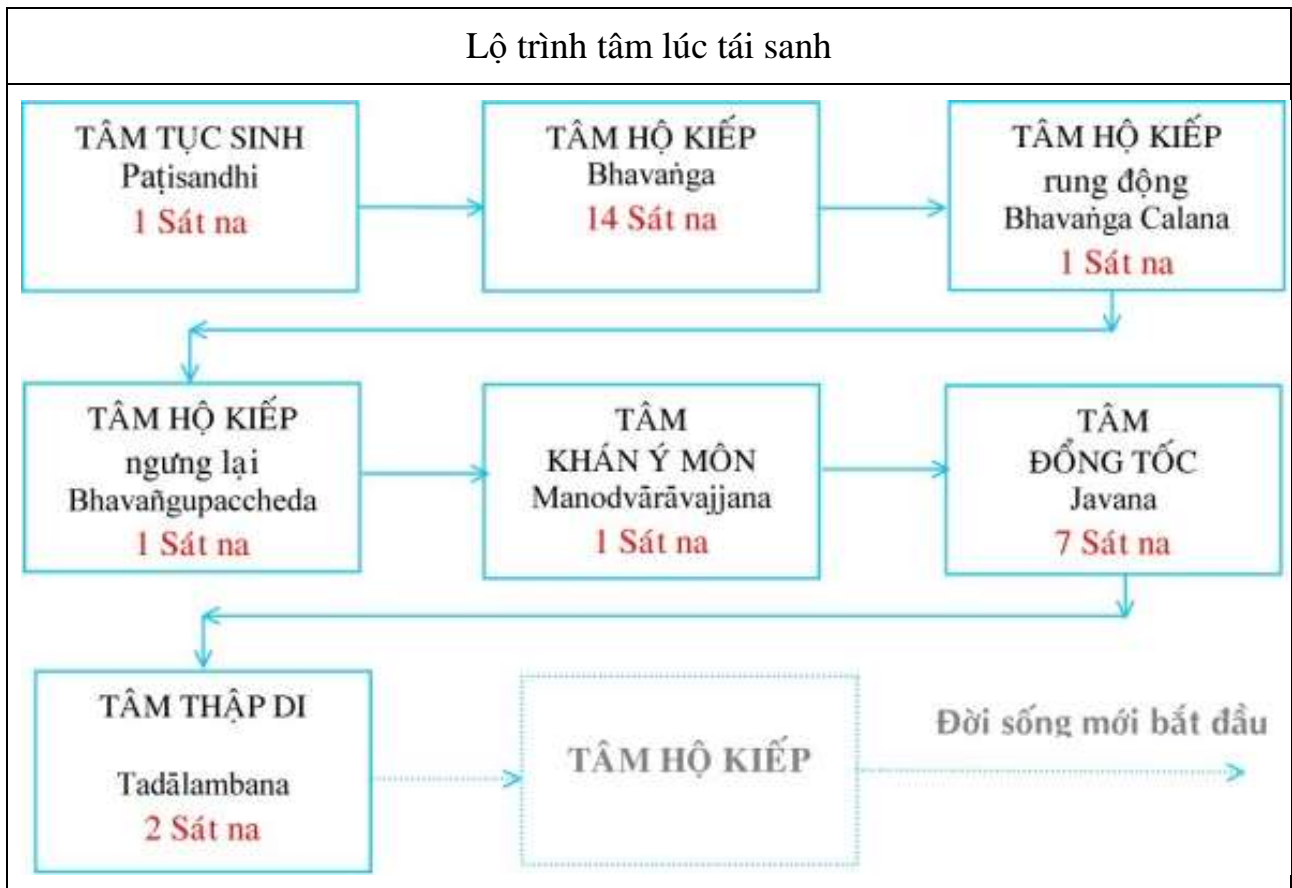 Lộ trình tâm lúc tái sanh
TÂM TỤC SINH
Paṭisandhi
1 Sát na
TÂM HỘ KIẾP
Bhavaṅga
14 Sát na
TÂM HỘ KIẾP
rung động
Bhavaṅga Calana
1 Sát na
TÂM HỘ KIẾP
ngưng lại
Bhavañgupaccheda
1 Sát na
TÂM
KHÁN Ý MÔN
Manodvārāvajjana
1 Sát na
TÂM
ĐỔNG TỐC
Javana
7 Sát na
TÂM THẬP DI
Tadālambana
2 Sát na
TÂM HỘ KIẾP
Đời sống mới bắt đầu